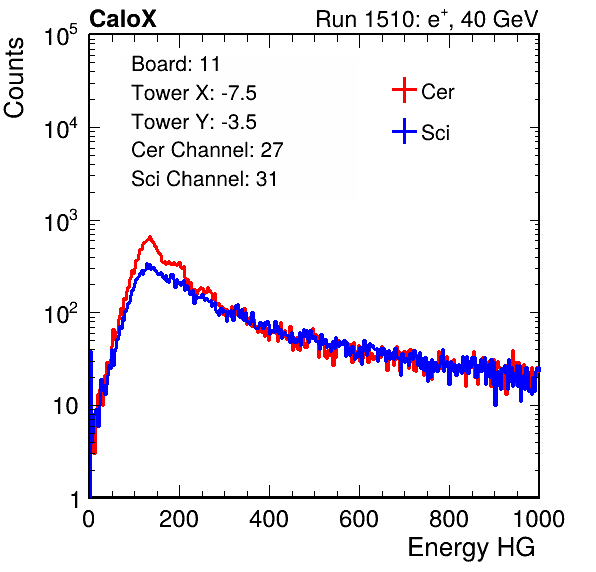 CaloX Run 1510: e⁺, 40 GeV
Counts
10⁵
10⁴
10³
10²
10
1
Board: 11
Tower X: -7.5
Tower Y: -3.5
Cer Channel: 27
Sci Channel: 31
Cer
Sci
0 200 400 600 800 1000
Energy HG